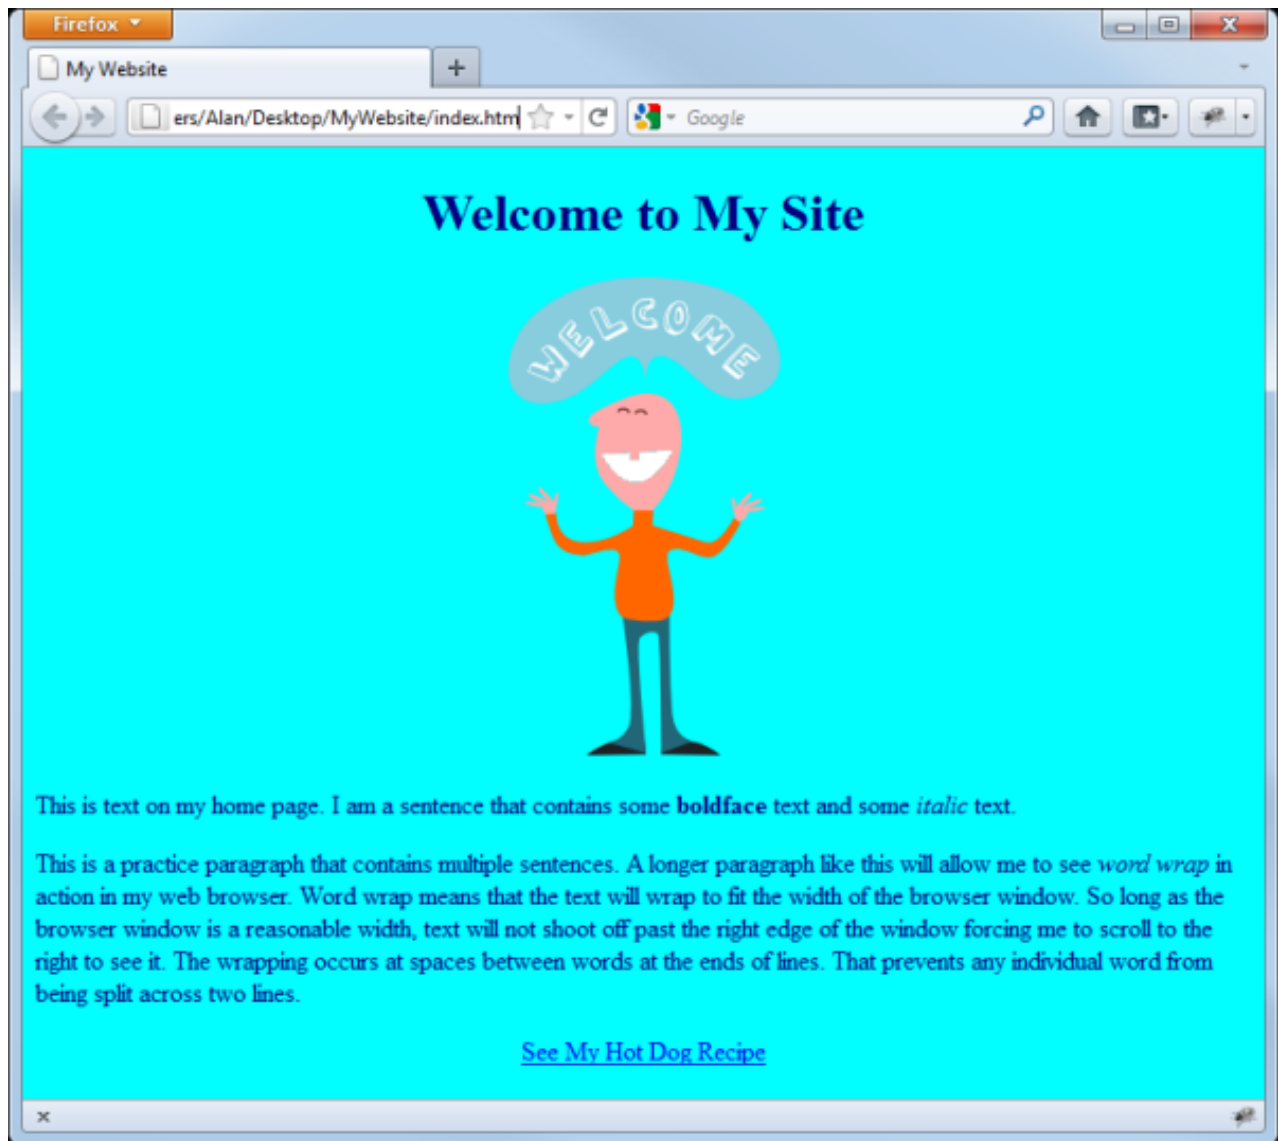 Firefox
My Website
ers/Alan/Desktop/MyWebsite/index.htm
Google
Welcome to My Site
WELCOME
This is text on my home page. I am a sentence that contains some boldface text and some italic text.
This is a practice paragraph that contains multiple sentences. A longer paragraph like this will allow me to see word wrap in
action in my web browser. Word wrap means that the text will wrap to fit the width of the browser window. So long as the
browser window is a reasonable width, text will not shoot off past the right edge of the window forcing me to scroll to the
right to see it. The wrapping occurs at spaces between words at the ends of lines. That prevents any individual word from
being split across two lines.
See My Hot Dog Recipe